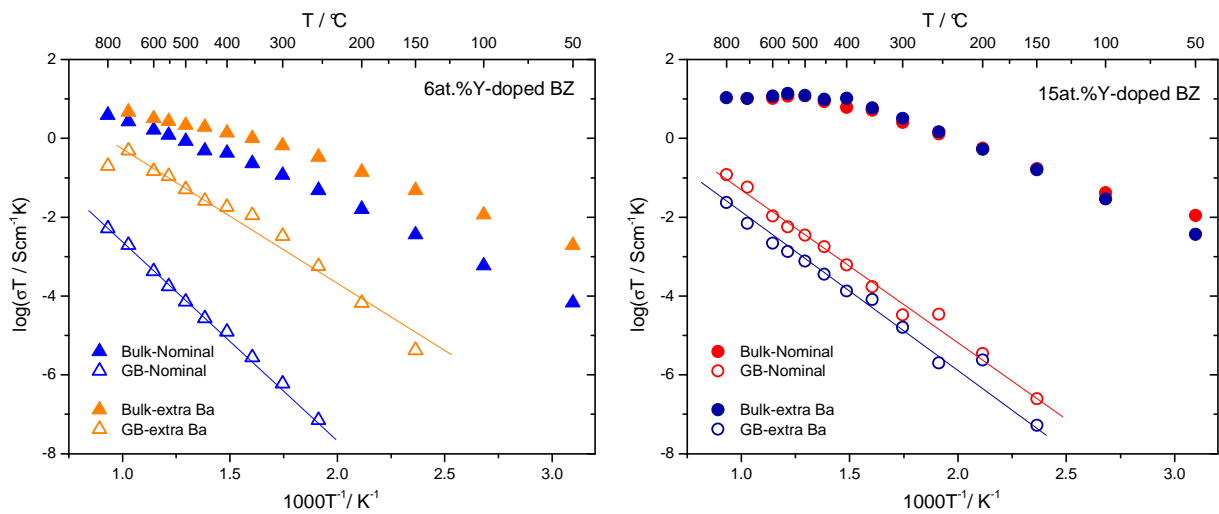 T / °C
800 600 500 400 300 200 150 100 50
6at.%Y-doped BZ
2
0
-2
-4
-6
-8
log(σT / Scm⁻¹K)
Bulk-Nominal
GB-Nominal
Bulk-extra Ba
GB-extra Ba
1.0 1.5 2.0 2.5 3.0
1000T⁻¹/ K⁻¹
T / °C
800 600 500 400 300 200 150 100 50
15at.%Y-doped BZ
2
0
-2
-4
-6
-8
log(σT / Scm⁻¹K)
Bulk-Nominal
GB-Nominal
Bulk-extra Ba
GB-extra Ba
1.0 1.5 2.0 2.5 3.0
1000T⁻¹/ K⁻¹